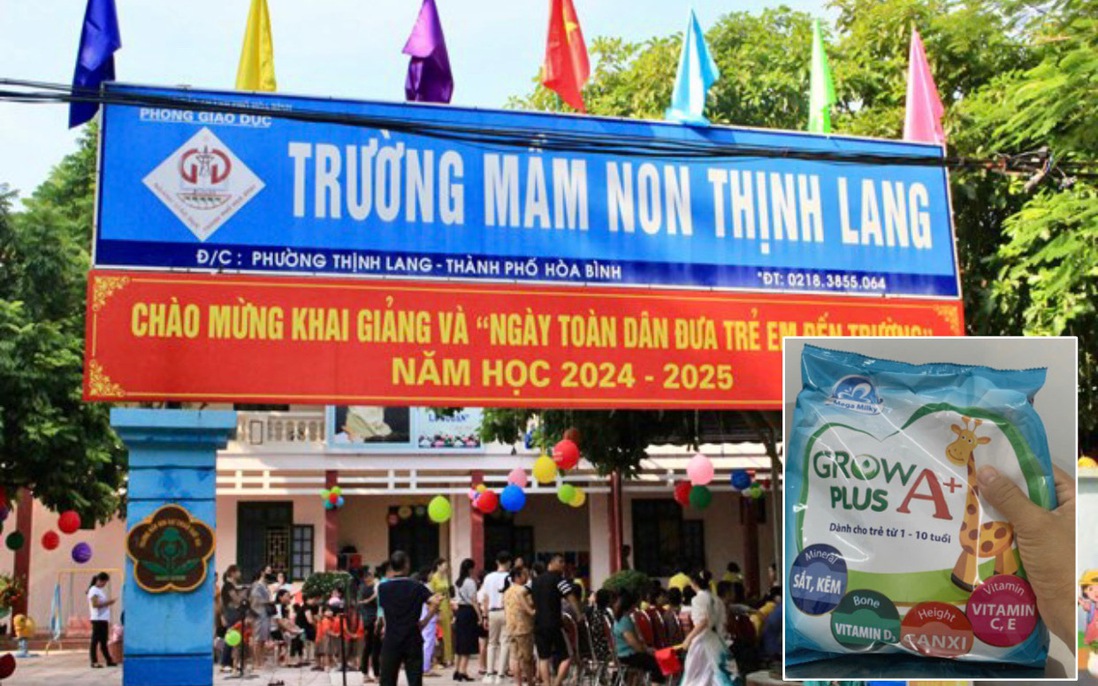 PHÒNG GIÁO DỤC
TRƯỜNG MẦM NON THỊNH LANG
Đ/C : PHƯỜNG THỊNH LANG - THÀNH PHỐ HÒA BÌNH
*ĐT: 0218.3855.064
CHÀO MỪNG KHAI GIẢNG VÀ “NGÀY TOÀN DÂN ĐƯA TRẺ EM ĐẾN TRƯỜNG”
NĂM HỌC 2024 - 2025
Mega Milky
GROW
PLUS A+
Dành cho trẻ từ 1 - 10 tuổi
Mineral
SẮT, KẼM
Bone
VITAMIN D3
Height
CANXI
Vitamin
VITAMIN
C, E